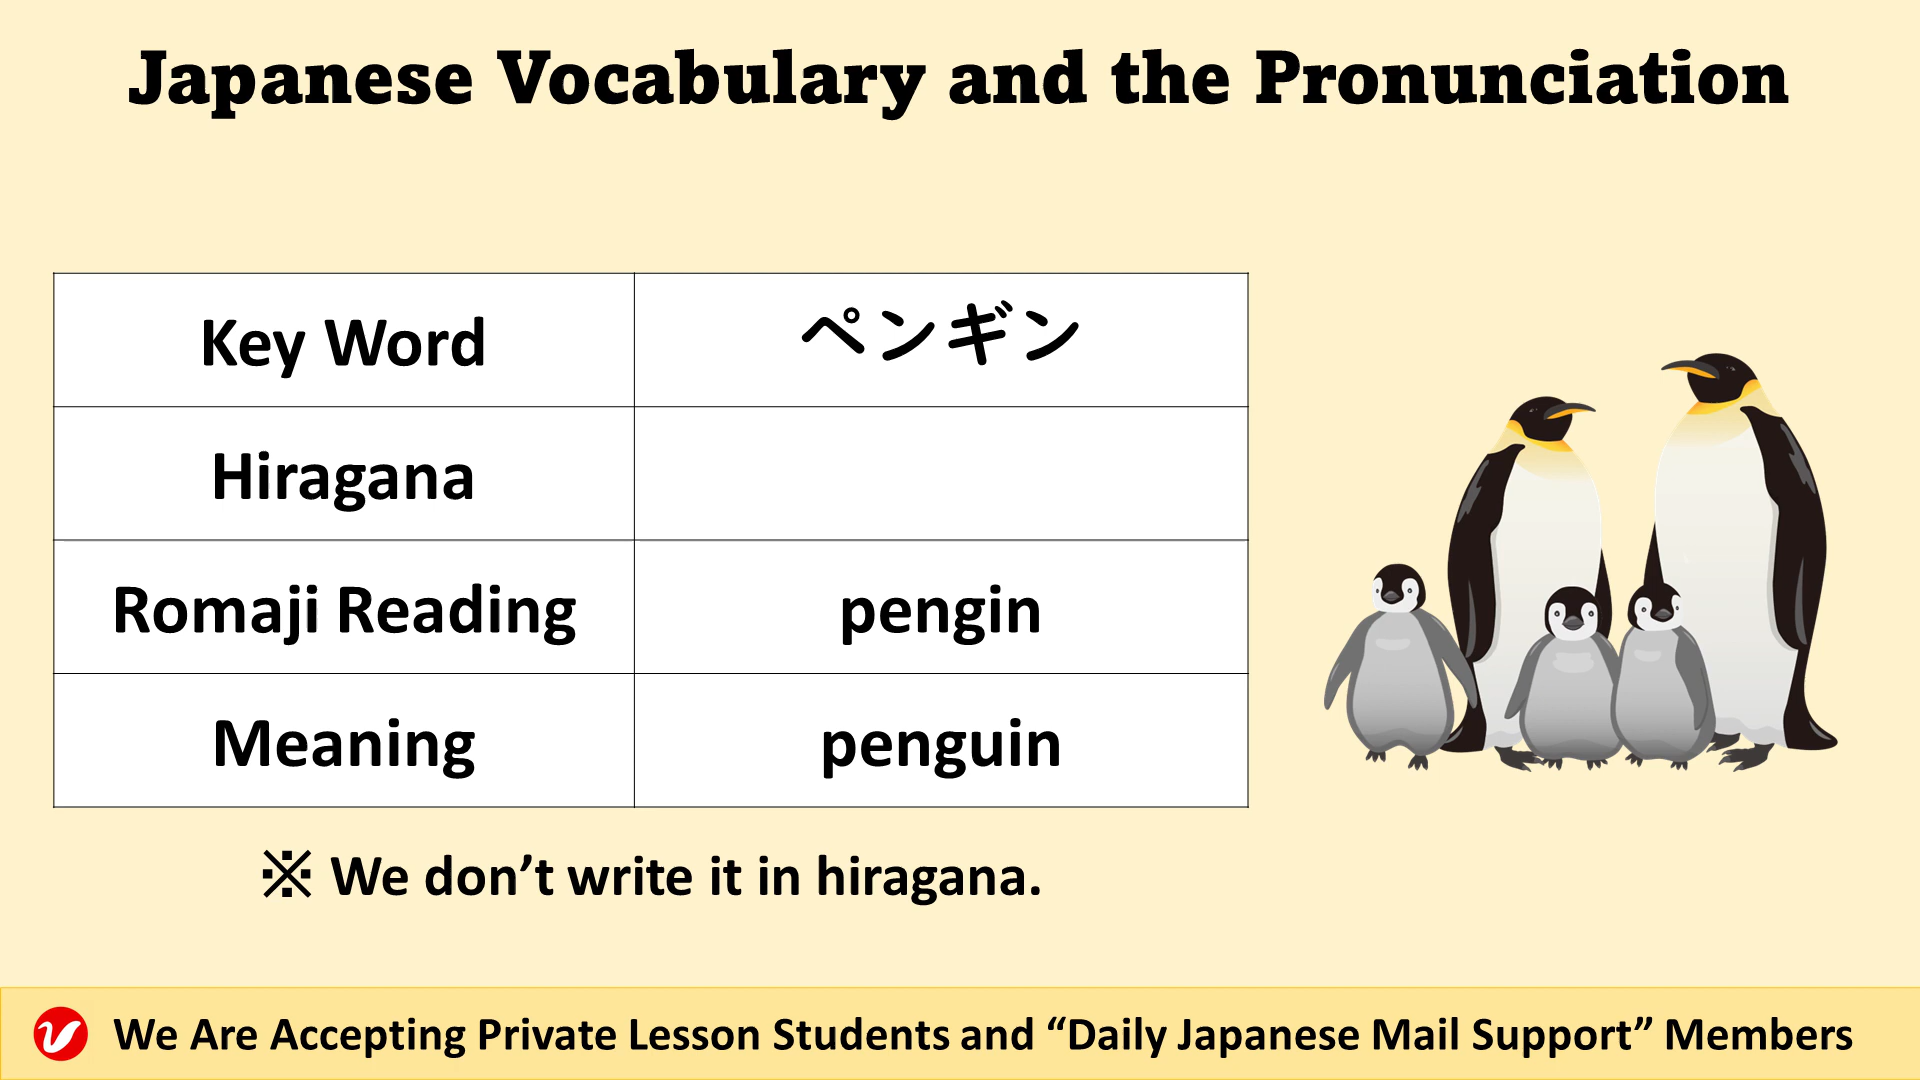 Japanese Vocabulary and the Pronunciation
Key Word ペンギン
Hiragana
Romaji Reading pengin
Meaning penguin
※ We don’t write it in hiragana.
We Are Accepting Private Lesson Students and “Daily Japanese Mail Support” Members